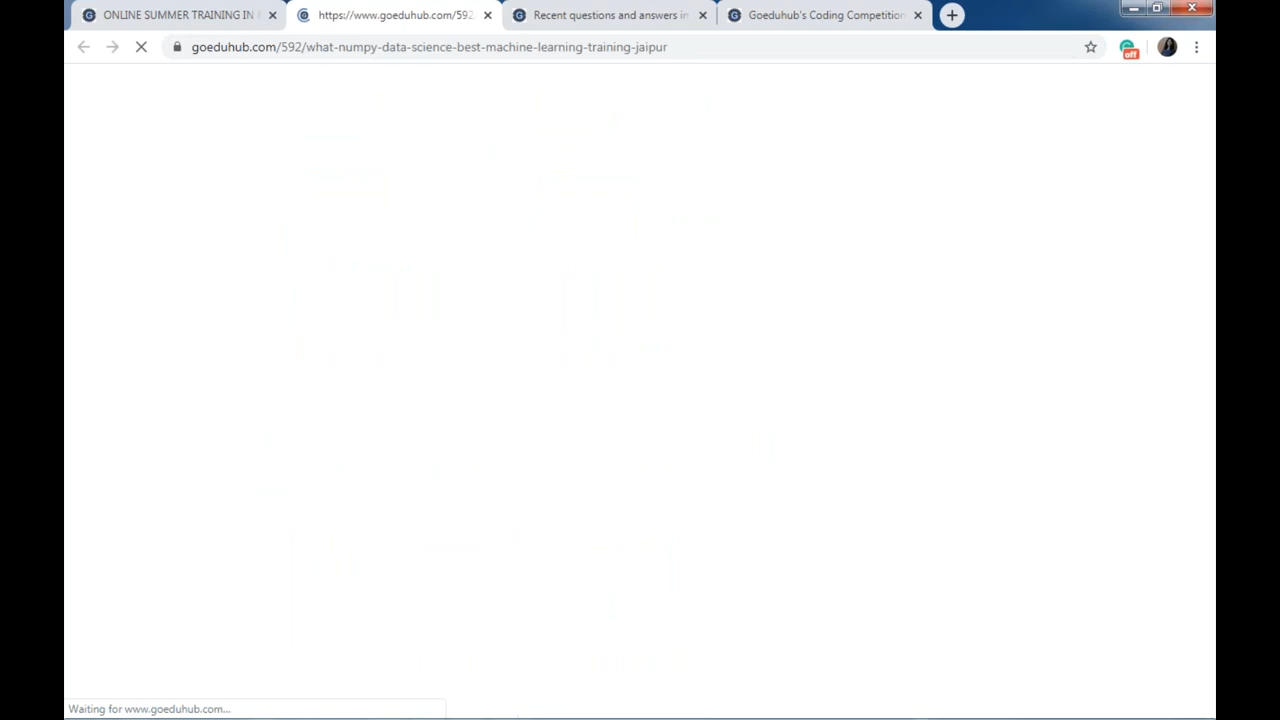 ONLINE SUMMER TRAINING IN
https://www.goeduhub.com/592
Recent questions and answers in
Goeduhub's Coding Competition
goeduhub.com/592/what-numpy-data-science-best-machine-learning-training-jaipur
off
Waiting for www.goeduhub.com...